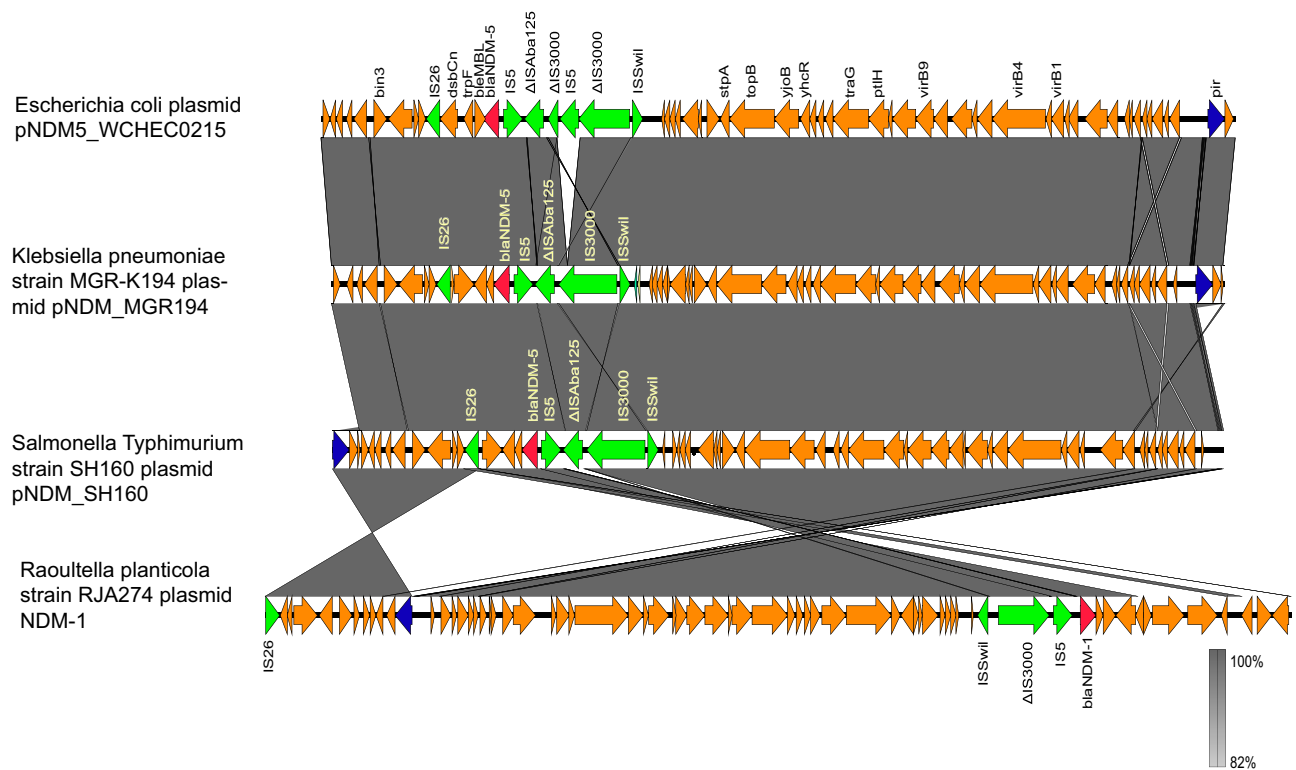 bin3
IS26
dsbCn
trpF
bleMBL
blaNDM-5
IS5
ΔISAba125
ΔIS3000
IS5
ΔIS3000
ISSwil
stpA
topB
yjoB
yhcR
traG
ptlH
virB9
virB4
virB1
pir
Escherichia coli plasmid
pNDM5_WCHEC0215
IS26
blaNDM-5
IS5
ΔISAba125
IS3000
ISSwil
Klebsiella pneumoniae
strain MGR-K194 plas-
mid pNDM_MGR194
IS26
blaNDM-5
IS5
ΔISAba125
IS3000
ISSwil
Salmonella Typhimurium
strain SH160 plasmid
pNDM_SH160
Raoultella planticola
strain RJA274 plasmid
NDM-1
IS26
ISSwil
ΔIS3000
IS5
blaNDM-1
100%
82%